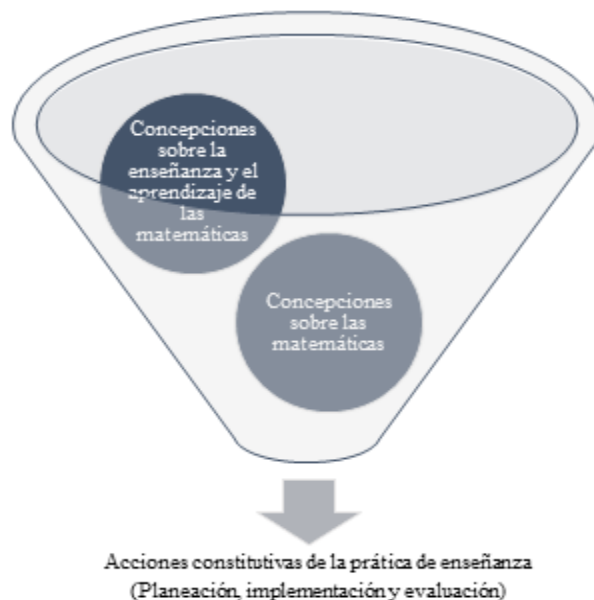 Concepciones
sobre la
enseñanza y el
aprendizaje de
las
matemáticas
Concepciones
sobre las
matemáticas
Acciones constitutivas de la prática de enseñanza
(Planeación, implementación y evaluación)